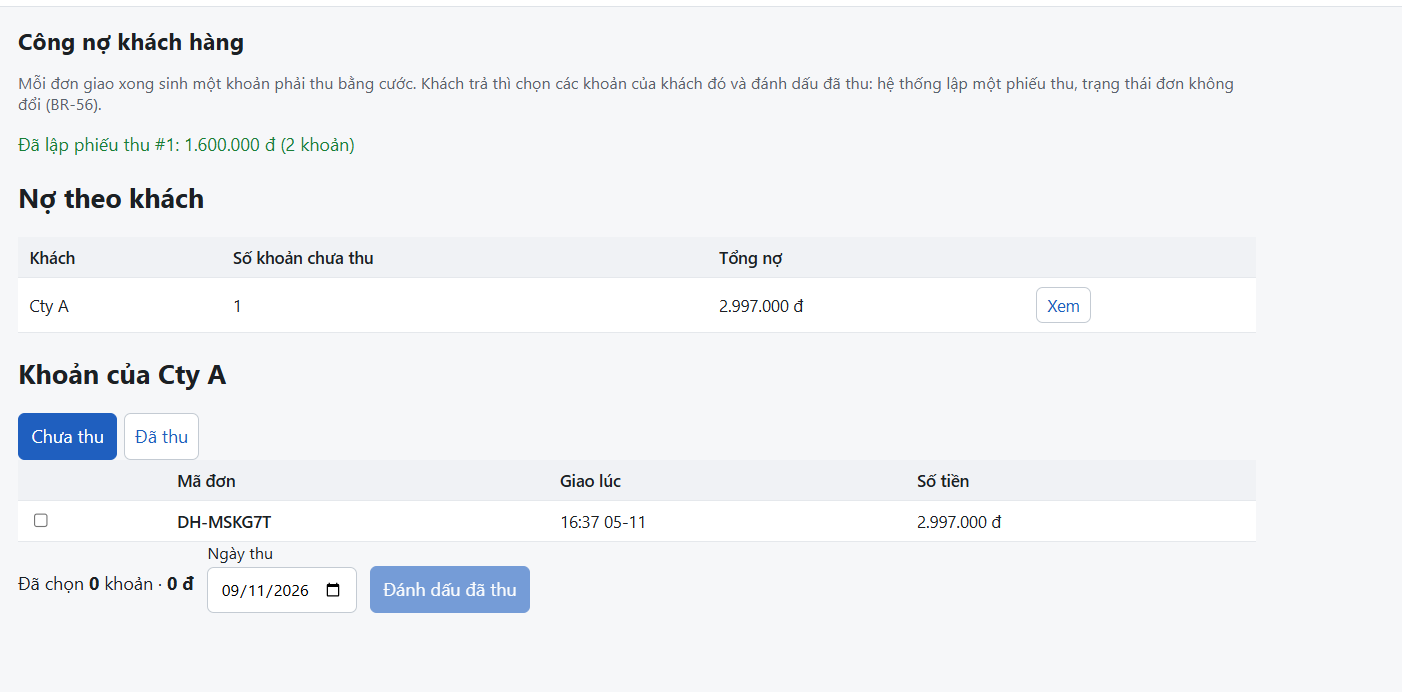 Công nợ khách hàng
Mỗi đơn giao xong sinh một khoản phải thu bằng cước. Khách trả thì chọn các khoản của khách đó và đánh dấu đã thu: hệ thống lập một phiếu thu, trạng thái đơn không
đổi (BR-56).
Đã lập phiếu thu #1: 1.600.000 đ (2 khoản)
Nợ theo khách
Khách Số khoản chưa thu Tổng nợ
Cty A 1 2.997.000 đ Xem
Khoản của Cty A
Chưa thu Đã thu
Mã đơn Giao lúc Số tiền
DH-MSKG7T 16:37 05-11 2.997.000 đ
Ngày thu
Đã chọn 0 khoản · 0 đ 09/11/2026 Đánh dấu đã thu